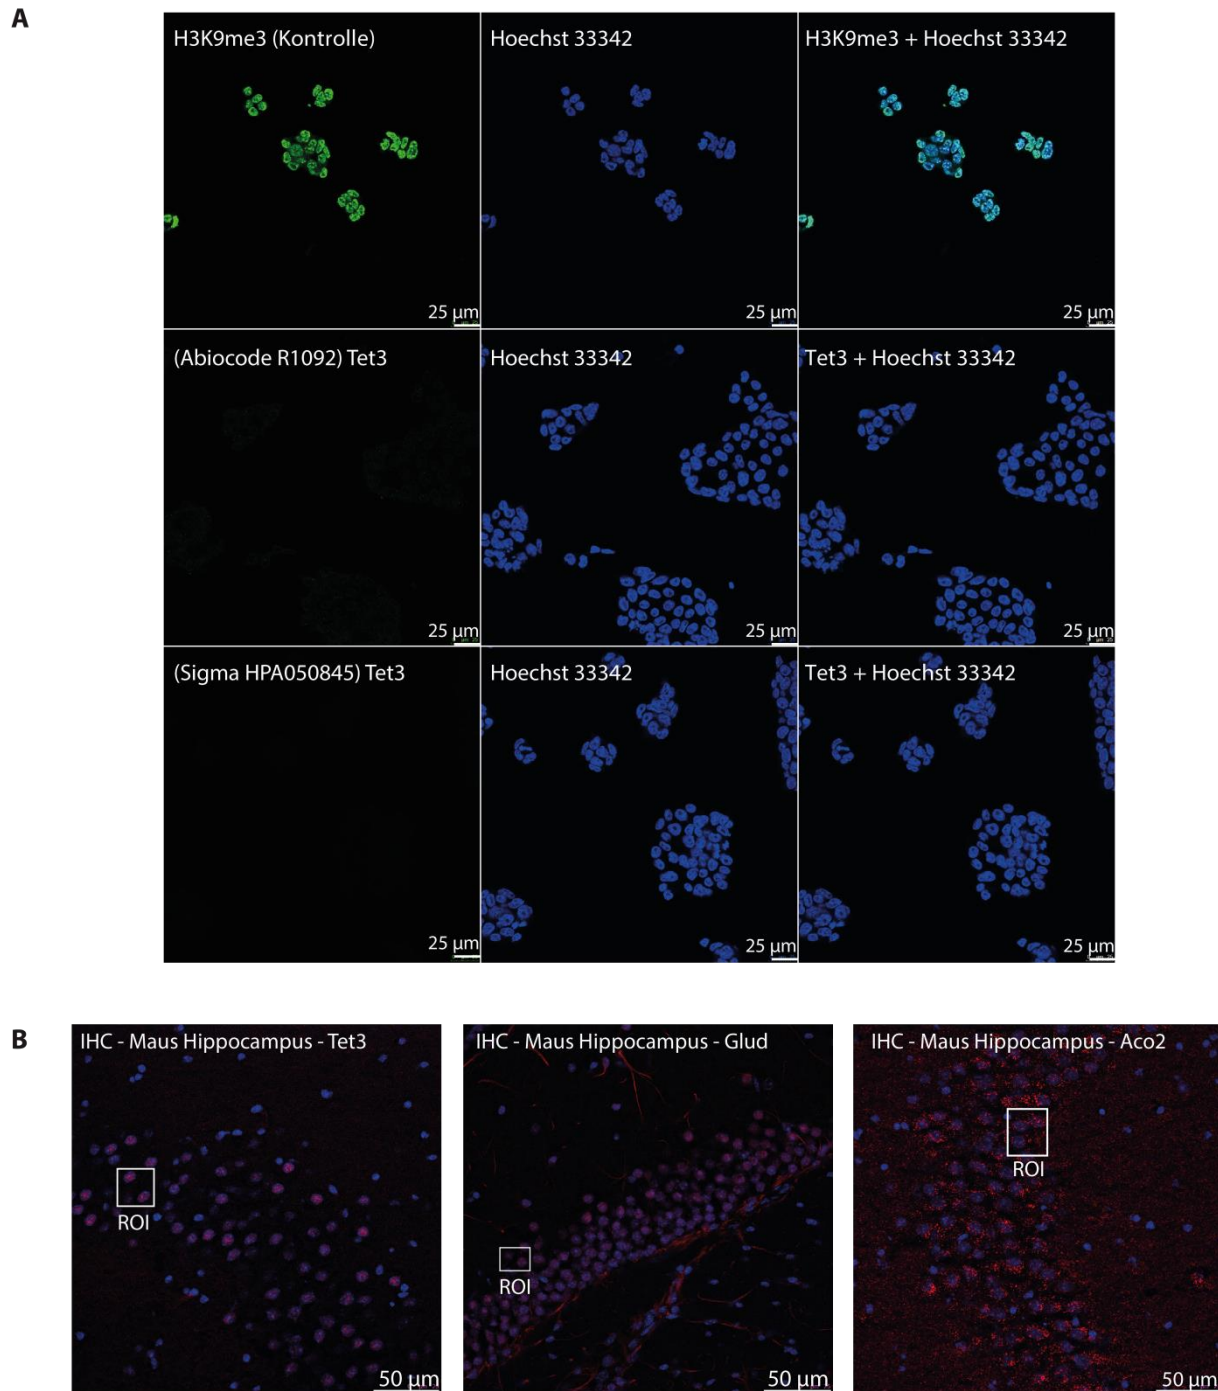 A
H3K9me3 (Kontrolle)
Hoechst 33342
H3K9me3 + Hoechst 33342
25 µm
25 µm
25 µm
(Abiocode R1092) Tet3
Hoechst 33342
Tet3 + Hoechst 33342
25 µm
25 µm
25 µm
(Sigma HPA050845) Tet3
Hoechst 33342
Tet3 + Hoechst 33342
25 µm
25 µm
25 µm
B
IHC - Maus Hippocampus - Tet3
IHC - Maus Hippocampus - Glud
IHC - Maus Hippocampus - Aco2
ROI
ROI
ROI
50 µm
50 µm
50 µm